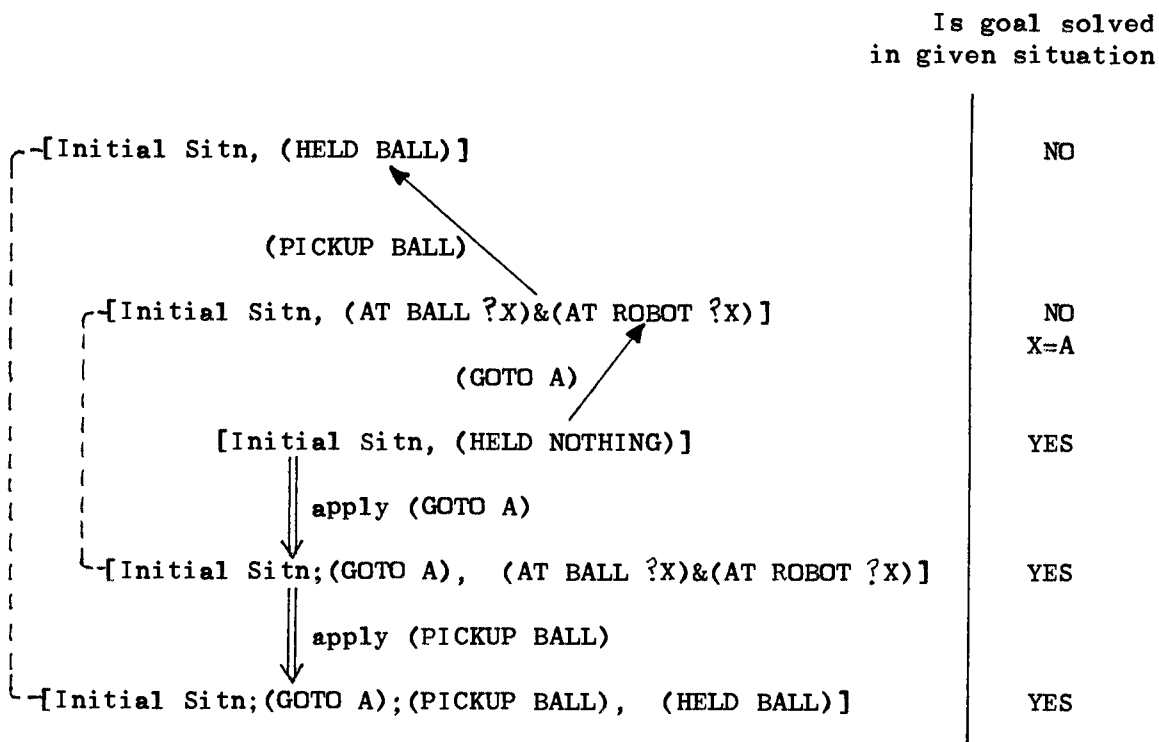 Is goal solved
in given situation
[Initial Sitn, (HELD BALL)] NO
(PICKUP BALL)
[Initial Sitn, (AT BALL ?X)&(AT ROBOT ?X)] NO
X=A
(GOTO A)
[Initial Sitn, (HELD NOTHING)] YES
apply (GOTO A)
[Initial Sitn;(GOTO A), (AT BALL ?X)&(AT ROBOT ?X)] YES
apply (PICKUP BALL)
[Initial Sitn;(GOTO A);(PICKUP BALL), (HELD BALL)] YES